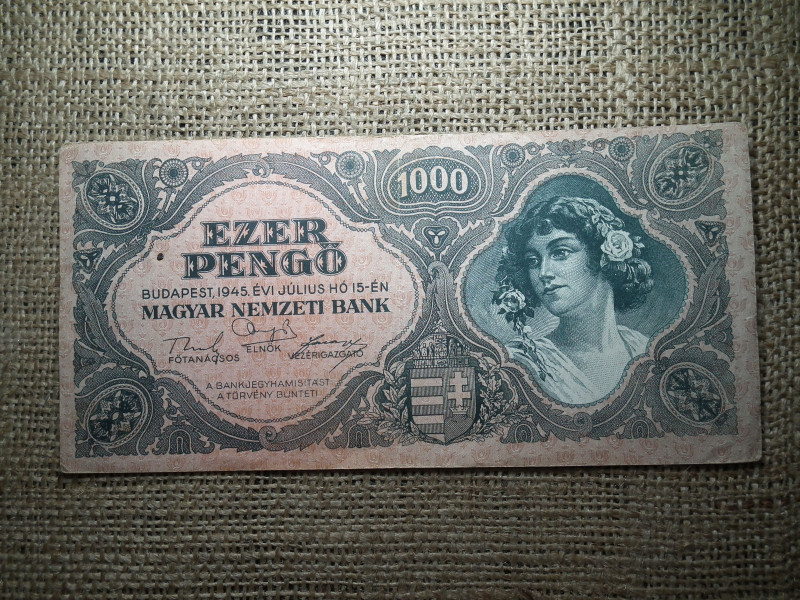 1000
EZER
PENGŐ
BUDAPEST, 1945. ÉVI JÚLIUS HÓ 15-ÉN
MAGYAR NEMZETI BANK
FŐTANÁCSOS ELNÖK VEZÉRIGAZGATÓ
A BANKJEGYHAMISÍTÁST
A TÖRVÉNY BÜNTETI